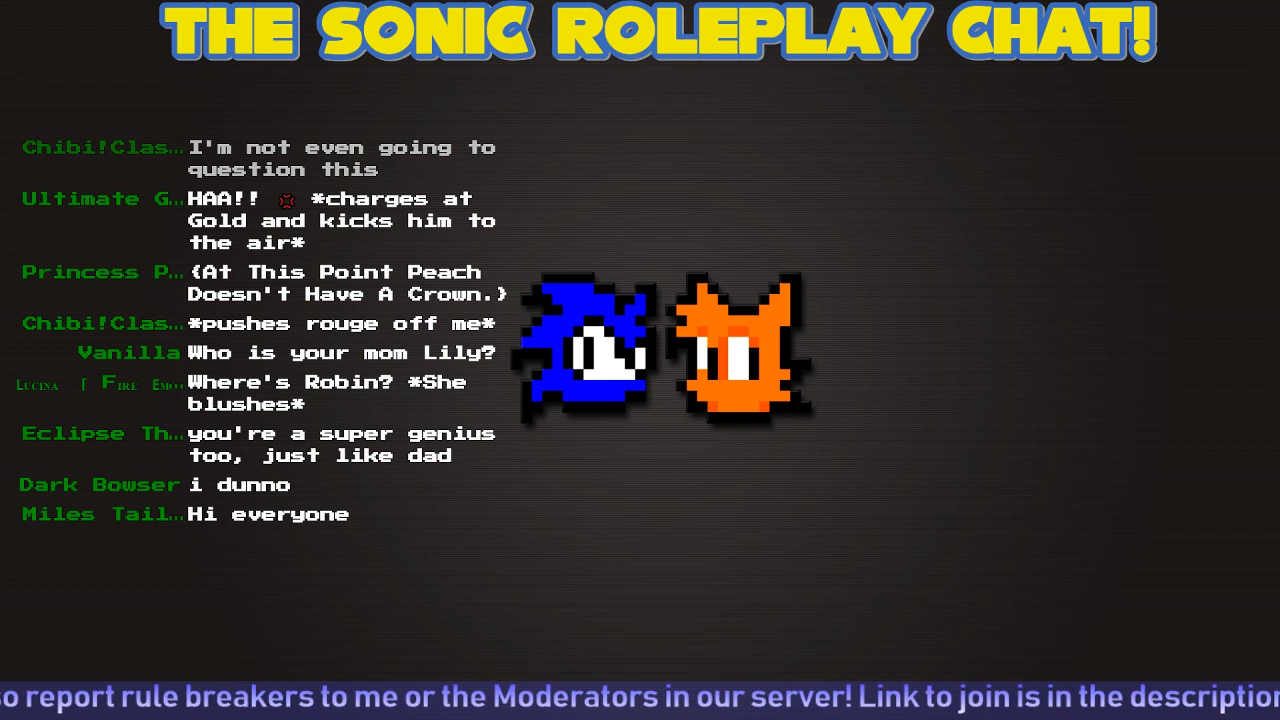 THE SONIC ROLEPLAY CHAT!
Chibi!Clas... I'm not even going to
question this
Ultimate G... HAA!! 💢 *charges at
Gold and kicks him to
the air*
Princess P... {At This Point Peach
Doesn't Have A Crown.}
Chibi!Clas... *pushes rouge off me*
Vanilla Who is your mom Lily?
Lucina Fire Em... Where's Robin? *She
blushes*
Eclipse Th... you're a super genius
too, just like dad
Dark Bowser i dunno
Miles Tail... Hi everyone
so report rule breakers to me or the Moderators in our server! Link to join is in the description